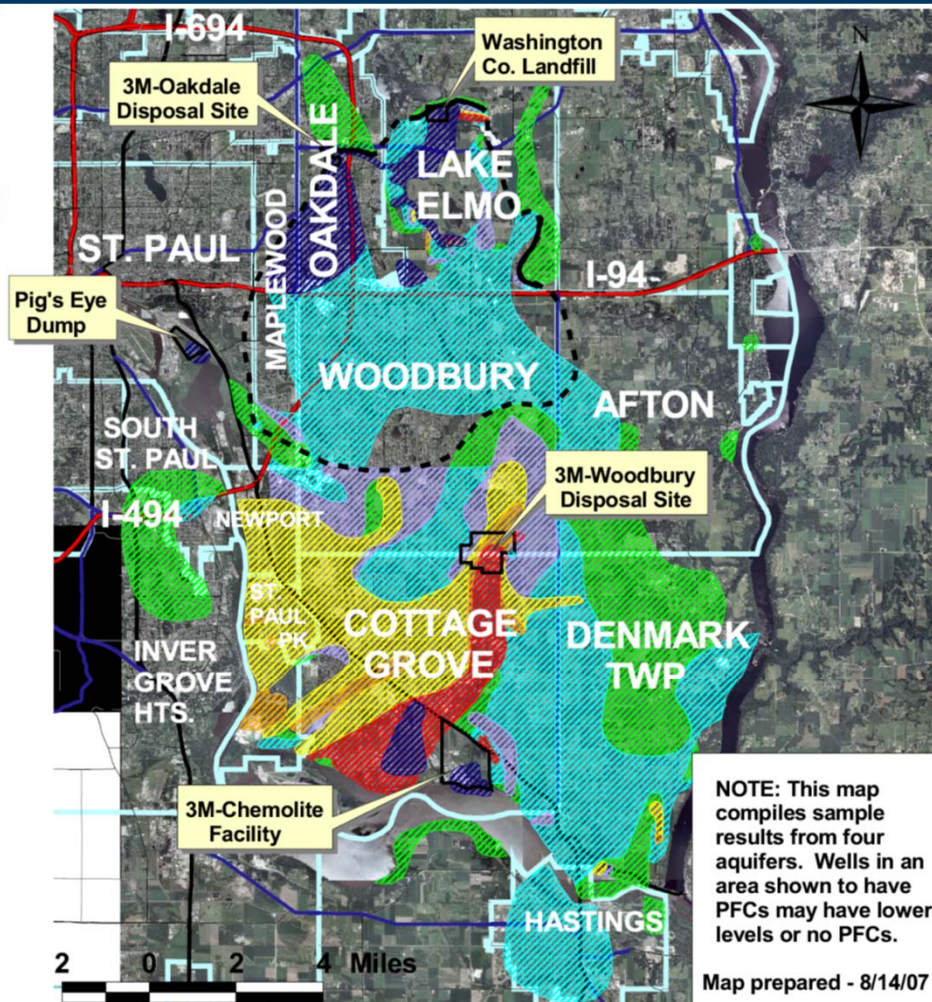 I-694
Washington
Co. Landfill
3M-Oakdale
Disposal Site
OAKDALE
LAKE
ELMO
MAPLEWOOD
N
ST. PAUL
I-94
Pig's Eye
Dump
WOODBURY
AFTON
SOUTH
ST. PAUL
3M-Woodbury
Disposal Site
I-494
NEWPORT
ST.
PAUL
PK.
COTTAGE
GROVE
DENMARK
TWP
INVER
GROVE
HTS.
3M-Chemolite
Facility
NOTE: This map
compiles sample
results from four
aquifers. Wells in an
area shown to have
PFCs may have lower
levels or no PFCs.
HASTINGS
2 0 2 4 Miles
Map prepared - 8/14/07